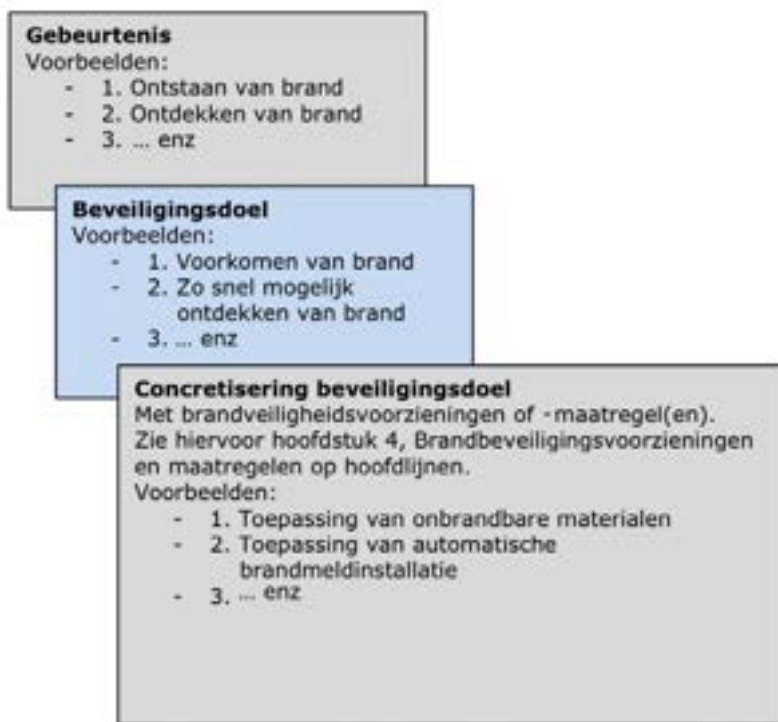 Gebeurtenis
Voorbeelden:
- 1. Ontstaan van brand
- 2. Ontdekken van brand
- 3. … enz
Beveiligingsdoel
Voorbeelden:
- 1. Voorkomen van brand
- 2. Zo snel mogelijk
ontdekken van brand
- 3. … enz
Concretisering beveiligingsdoel
Met brandveiligheidsvoorzieningen of -maatregel(en).
Zie hiervoor hoofdstuk 4, Brandbeveiligingsvoorzieningen
en maatregelen op hoofdlijnen.
Voorbeelden:
- 1. Toepassing van onbrandbare materialen
- 2. Toepassing van automatische
brandmeldinstallatie
- 3. … enz